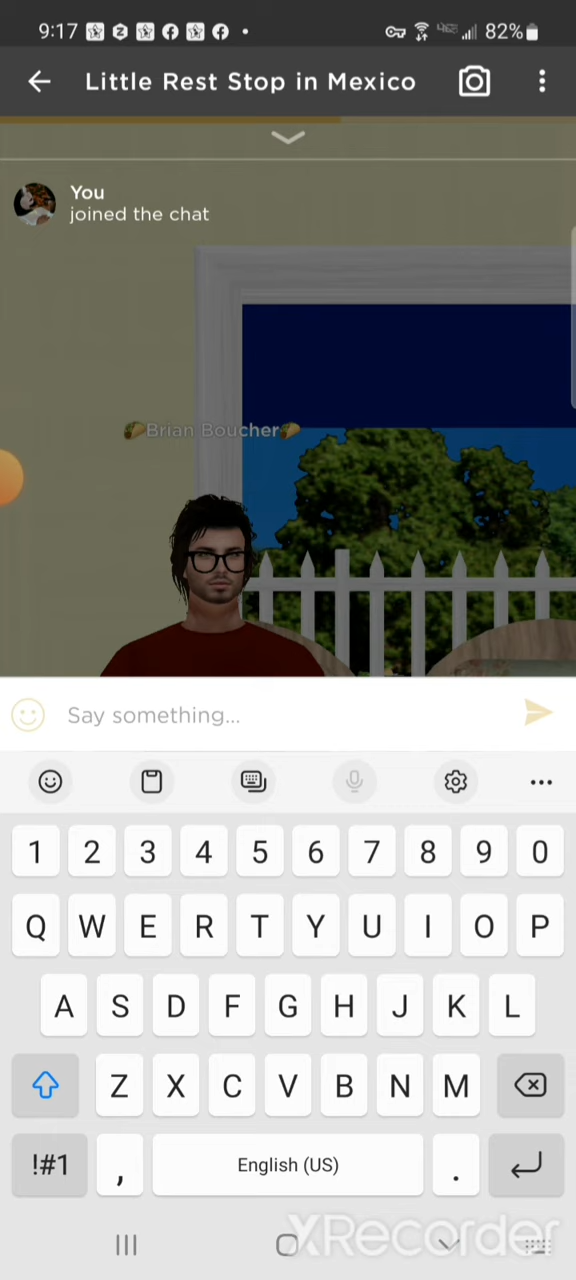 9:17 82%
Little Rest Stop in Mexico
You
joined the chat
🌮Brian Boucher🌮
Say something...
1 2 3 4 5 6 7 8 9 0
Q W E R T Y U I O P
A S D F G H J K L
Z X C V B N M
!#1 , English (US) .
XRecorder